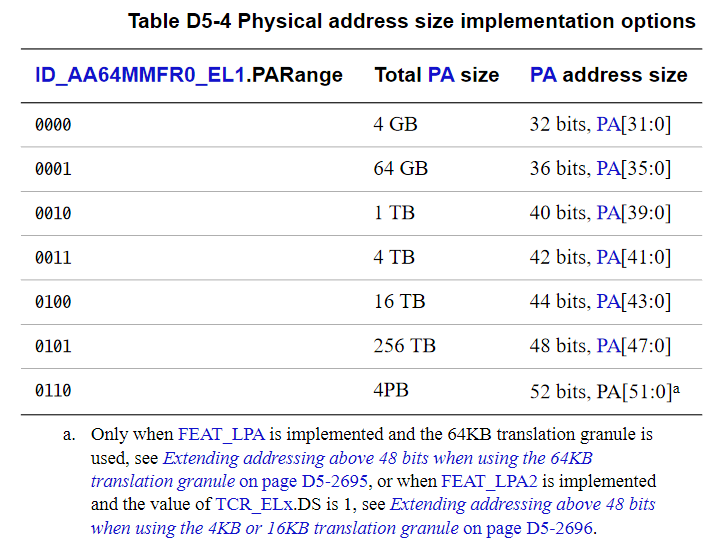 Table D5-4 Physical address size implementation options
ID_AA64MMFR0_EL1.PARange Total PA size PA address size
0000 4 GB 32 bits, PA[31:0]
0001 64 GB 36 bits, PA[35:0]
0010 1 TB 40 bits, PA[39:0]
0011 4 TB 42 bits, PA[41:0]
0100 16 TB 44 bits, PA[43:0]
0101 256 TB 48 bits, PA[47:0]
0110 4PB 52 bits, PA[51:0]a
a. Only when FEAT_LPA is implemented and the 64KB translation granule is
used, see Extending addressing above 48 bits when using the 64KB
translation granule on page D5-2695, or when FEAT_LPA2 is implemented
and the value of TCR_ELx.DS is 1, see Extending addressing above 48 bits
when using the 4KB or 16KB translation granule on page D5-2696.